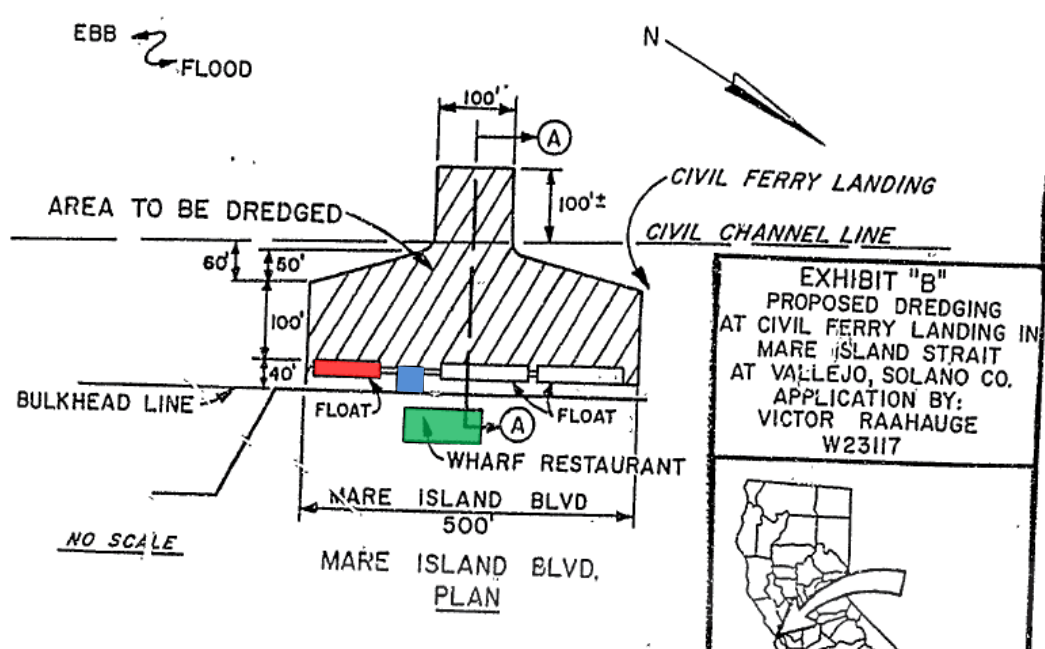 EBB
FLOOD
N
100'
A
100'±
CIVIL FERRY LANDING
AREA TO BE DREDGED
CIVIL CHANNEL LINE
60'
50'
100'
40'
BULKHEAD LINE
FLOAT
FLOAT
A
WHARF RESTAURANT
MARE ISLAND BLVD
500'
NO SCALE
MARE ISLAND BLVD.
PLAN
EXHIBIT "B"
PROPOSED DREDGING
AT CIVIL FERRY LANDING IN
MARE ISLAND STRAIT
AT VALLEJO, SOLANO CO.
APPLICATION BY:
VICTOR RAAHAUGE
W23117